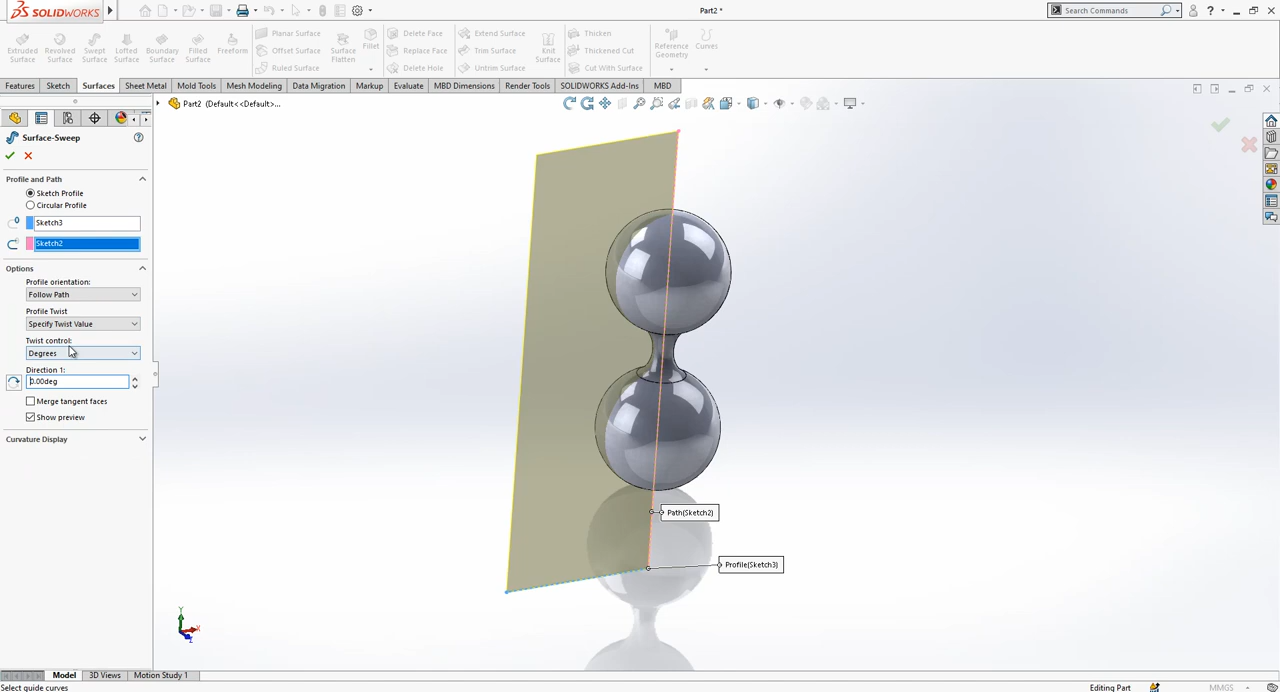 SOLIDWORKS
Part2 *
Search Commands
Extruded Surface
Revolved Surface
Swept Surface
Lofted Surface
Boundary Surface
Filled Surface
Freeform
Planar Surface
Offset Surface
Ruled Surface
Surface Flatten
Fillet
Delete Face
Replace Face
Delete Hole
Extend Surface
Trim Surface
Untrim Surface
Knit Surface
Thicken
Thickened Cut
Cut With Surface
Reference Geometry
Curves
Features
Sketch
Surfaces
Sheet Metal
Mold Tools
Mesh Modeling
Data Migration
Markup
Evaluate
MBD Dimensions
Render Tools
SOLIDWORKS Add-Ins
MBD
Part2 (Default<<Default>...
Surface-Sweep
Profile and Path
Sketch Profile
Circular Profile
Sketch3
Sketch2
Options
Profile orientation:
Follow Path
Profile Twist
Specify Twist Value
Twist control:
Degrees
Direction 1:
0.00deg
Merge tangent faces
Show preview
Curvature Display
Path(Sketch2)
Profile(Sketch3)
Y
X
Z
Model
3D Views
Motion Study 1
Select guide curves
Editing Part
MMGS